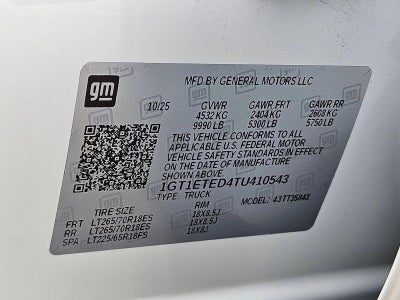 gm
MFD.BY GENERAL MOTORS LLC
10/25 GVWR GAWR FRT GAWR RR
4532 KG 2404 KG 2608 KG
9990 LB 5300 LB 5750 LB
THIS VEHICLE CONFORMS TO ALL
APPLICABLE U.S. FEDERAL MOTOR
VEHICLE SAFETY STANDARDS IN EFFECT
ON THE DATE OF MANUFACTURE
SHOWN ABOVE.
1GT1ETED4TU410543
TYPE: TRUCK MODEL:
TIRE SIZE RIM
FRT LT265/70R18ES 18X8.5J
RR LT265/70R18ES 18X8.5J
SPA LT225/65R18FS 18X8J